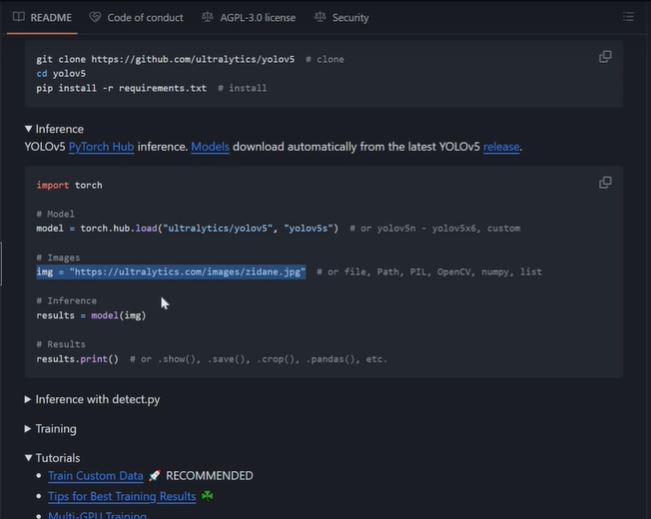 README Code of conduct AGPL-3.0 license Security
git clone https://github.com/ultralytics/yolov5  # clone
cd yolov5
pip install -r requirements.txt  # install
Inference
YOLOv5 PyTorch Hub inference. Models download automatically from the latest YOLOv5 release.
import torch
# Model
model = torch.hub.load("ultralytics/yolov5", "yolov5s")  # or yolov5n - yolov5x6, custom
# Images
img = "https://ultralytics.com/images/zidane.jpg"  # or file, Path, PIL, OpenCV, numpy, list
# Inference
results = model(img)
# Results
results.print()  # or .show(), .save(), .crop(), .pandas(), etc.
Inference with detect.py
Training
Tutorials
Train Custom Data 🚀 RECOMMENDED
Tips for Best Training Results ☘️
Multi-GPU Training